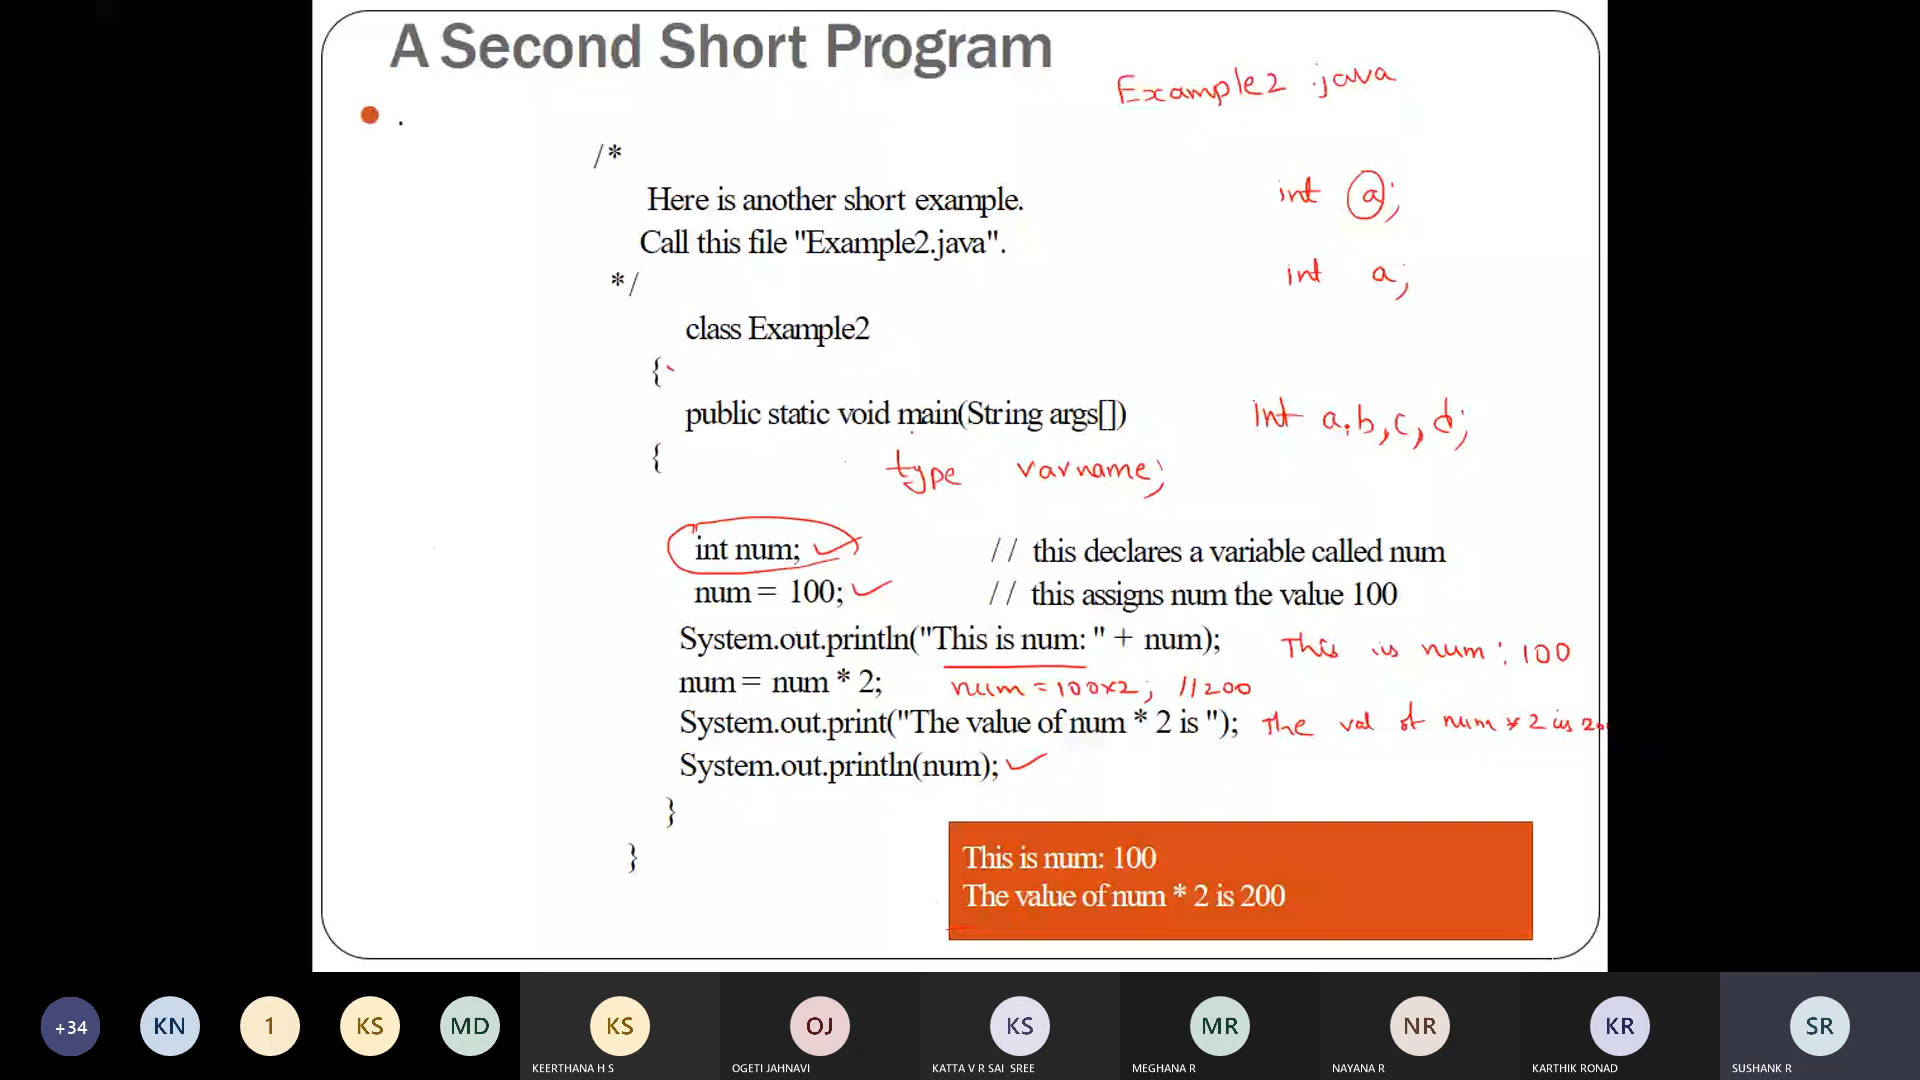 A Second Short Program
Example2 .java
.
/*
Here is another short example.
int a;
Call this file "Example2.java".
int a;
*/
class Example2
{
public static void main(String args[])
int a,b,c,d;
{
type varname;
int num; // this declares a variable called num
num = 100; // this assigns num the value 100
System.out.println("This is num: " + num); This is num: 100
num = num * 2; num = 100x2; //200
System.out.print("The value of num * 2 is "); The val of num * 2 is
System.out.println(num);
}
}
This is num: 100
The value of num * 2 is 200
+34 KN 1 KS MD KS OJ KS MR NR KR SR
KEERTHANA H S OGETI JAHNAVI KATTA V R SAI SREE MEGHANA R NAYANA R KARTHIK RONAD SUSHANK R